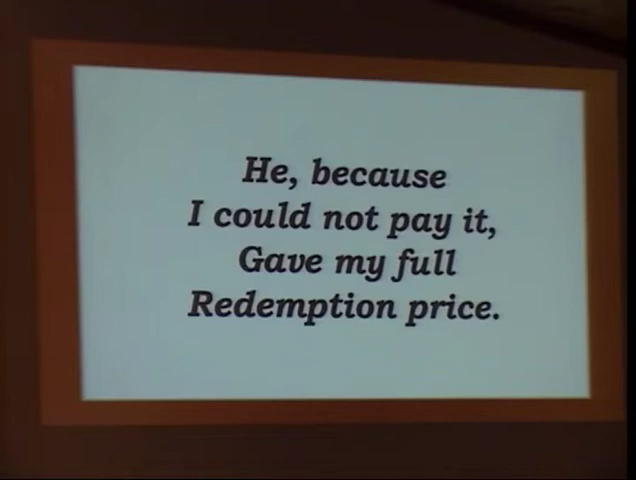 He, because
I could not pay it,
Gave my full
Redemption price.